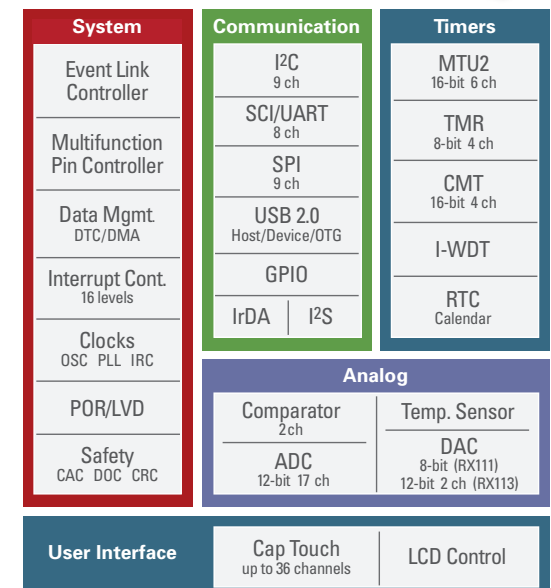 System
Event Link
Controller
Multifunction
Pin Controller
Data Mgmt.
DTC/DMA
Interrupt Cont.
16 levels
Clocks
OSC PLL IRC
POR/LVD
Safety
CAC DOC CRC
Communication
I²C
9 ch
SCI/UART
8 ch
SPI
9 ch
USB 2.0
Host/Device/OTG
GPIO
IrDA I²S
Timers
MTU2
16-bit 6 ch
TMR
8-bit 4 ch
CMT
16-bit 4 ch
I-WDT
RTC
Calendar
Analog
Comparator
2 ch
ADC
12-bit 17 ch
Temp. Sensor
DAC
8-bit (RX111)
12-bit 2 ch (RX113)
User Interface
Cap Touch
up to 36 channels
LCD Control